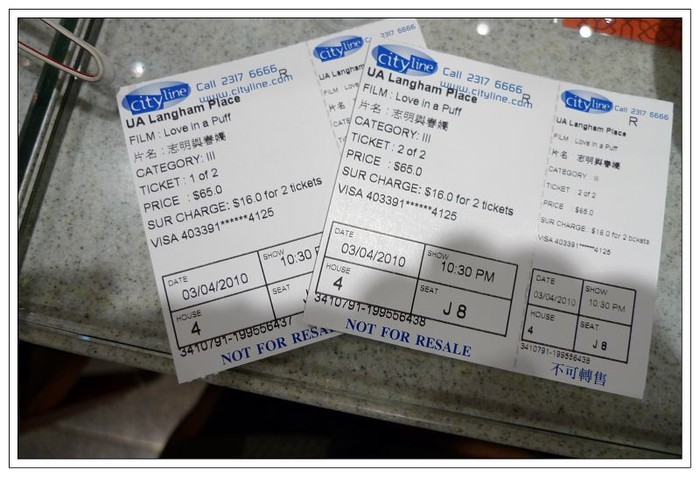 cityline Call 2317 6666
www.cityline.com R
UA Langham Place
FILM : Love in a Puff
片名 : 志明與春嬌
CATEGORY: III
TICKET : 1 of 2
PRICE : $65.0
SUR CHARGE: $16.0 for 2 tickets
VISA 403391******4125
DATE
03/04/2010
SHOW
10:30 P
HOUSE
4
SEAT
J
3410791-199556437
NOT FOR RESA
cityline
UA Langham
cityline Call 2317 6666
www.cityline.com R
UA Langham Place
FILM : Love in a Puff
片名 : 志明與春嬌
CATEGORY: III
TICKET : 2 of 2
PRICE : $65.0
SUR CHARGE: $16.0 for 2 tickets
VISA 403391******4125
DATE
03/04/2010
SHOW
10:30 PM
HOUSE
4
SEAT
J 8
3410791-199556438
NOT FOR RESALE
cityline Call 2317 6666
R
UA Langham Place
FILM : Love in a Puff
片名 志明與春嬌
CATEGORY: III
TICKET : 2 of 2
PRICE : $65.0
SUR CHARGE: $16.0 for 2 tickets
VISA 403391******4125
DATE
03/04/2010
SHOW
10:30 PM
HOUSE
4
SEAT
J 8
3410791-199556438
不可轉售